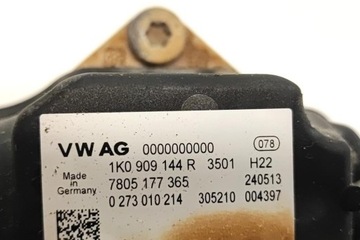 VW AG 0000000000 078
1K0 909 144 R 3501 H22
Made in Germany 7805 177 365 240513
0 273 010 214 305210 004397